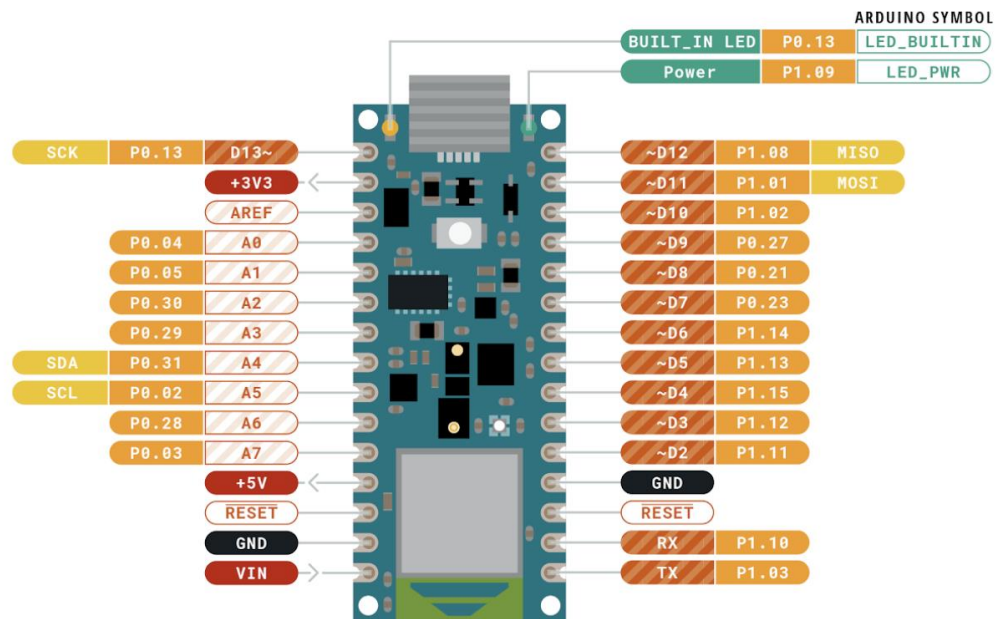 ARDUINO SYMBOL
BUILT_IN LED P0.13 LED_BUILTIN
Power P1.09 LED_PWR
SCK P0.13 D13~
+3V3
AREF
P0.04 A0
P0.05 A1
P0.30 A2
P0.29 A3
SDA P0.31 A4
SCL P0.02 A5
P0.28 A6
P0.03 A7
+5V
RESET
GND
VIN
~D12 P1.08 MISO
~D11 P1.01 MOSI
~D10 P1.02
~D9 P0.27
~D8 P0.21
~D7 P0.23
~D6 P1.14
~D5 P1.13
~D4 P1.15
~D3 P1.12
~D2 P1.11
GND
RESET
RX P1.10
TX P1.03